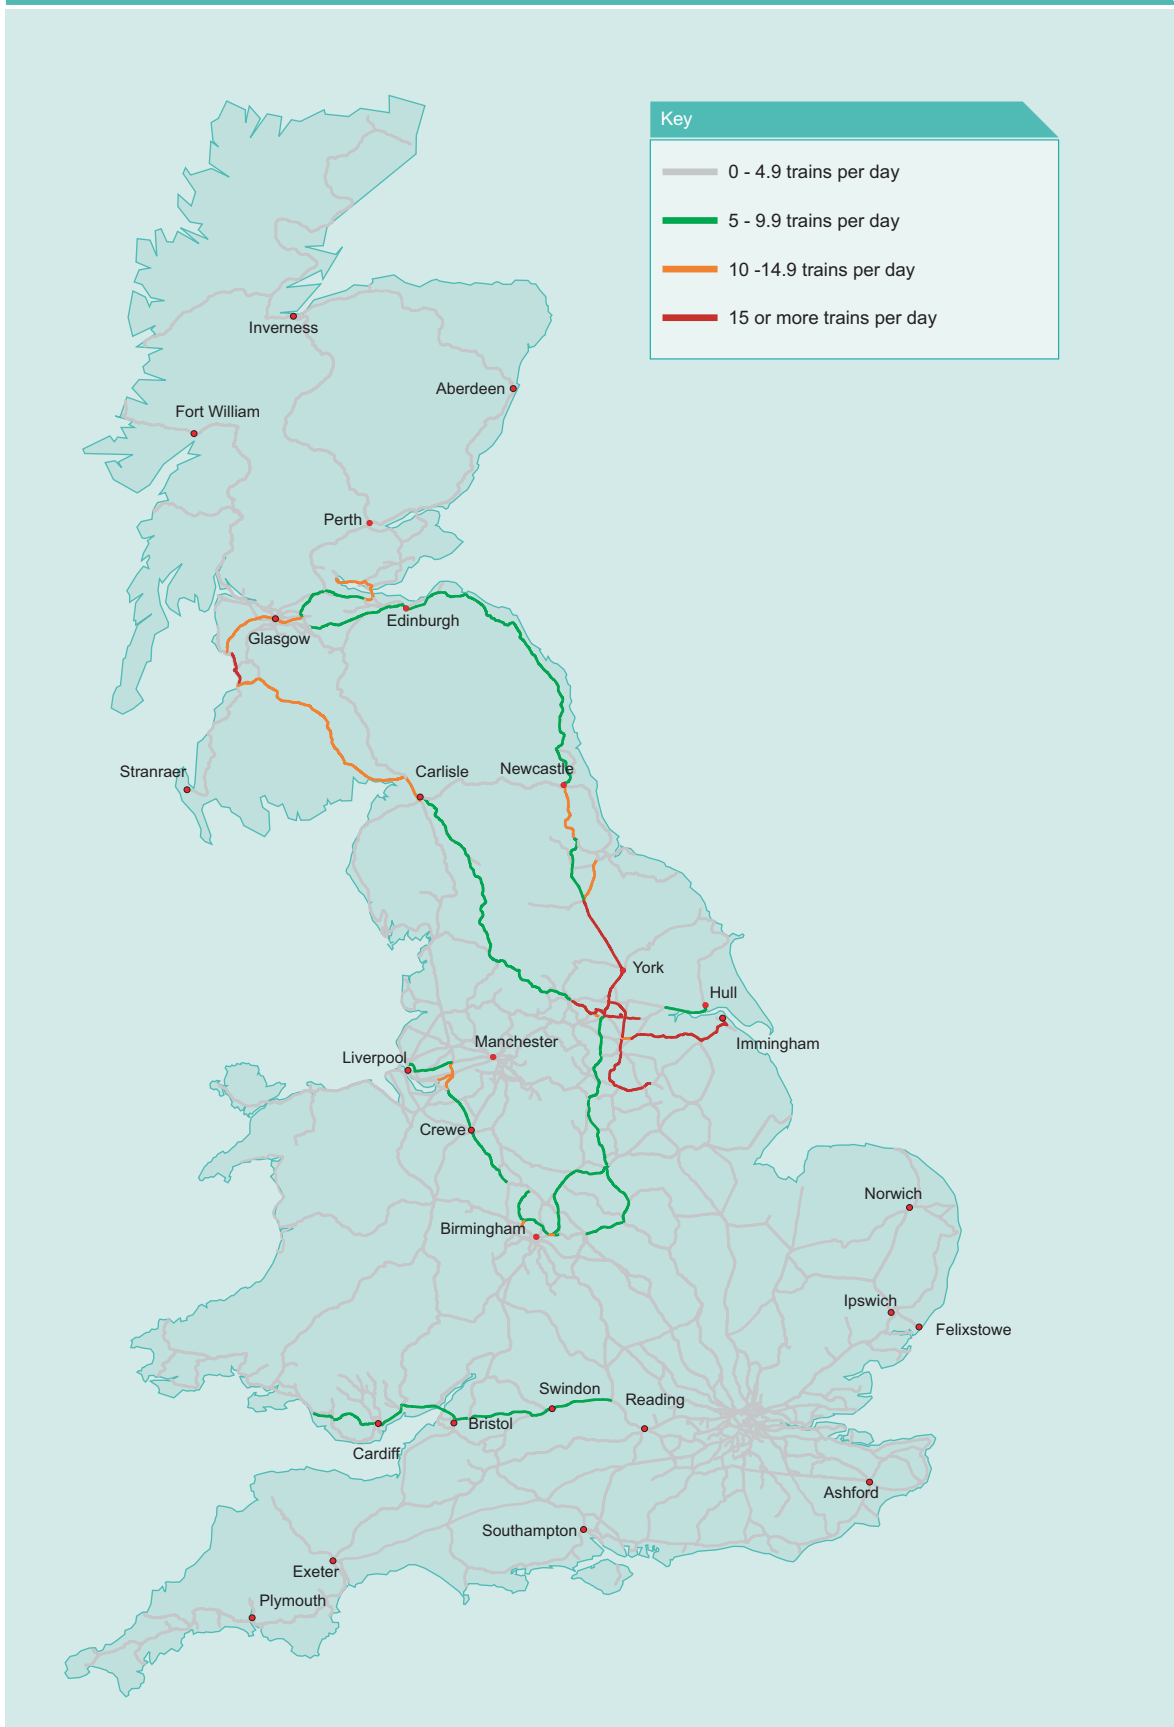 Key
0 - 4.9 trains per day
5 - 9.9 trains per day
10 -14.9 trains per day
15 or more trains per day
Inverness
Aberdeen
Fort William
Perth
Edinburgh
Glasgow
Stranraer
Carlisle
Newcastle
York
Hull
Immingham
Manchester
Liverpool
Crewe
Norwich
Birmingham
Ipswich
Felixstowe
Swindon
Reading
Bristol
Cardiff
Ashford
Southampton
Exeter
Plymouth